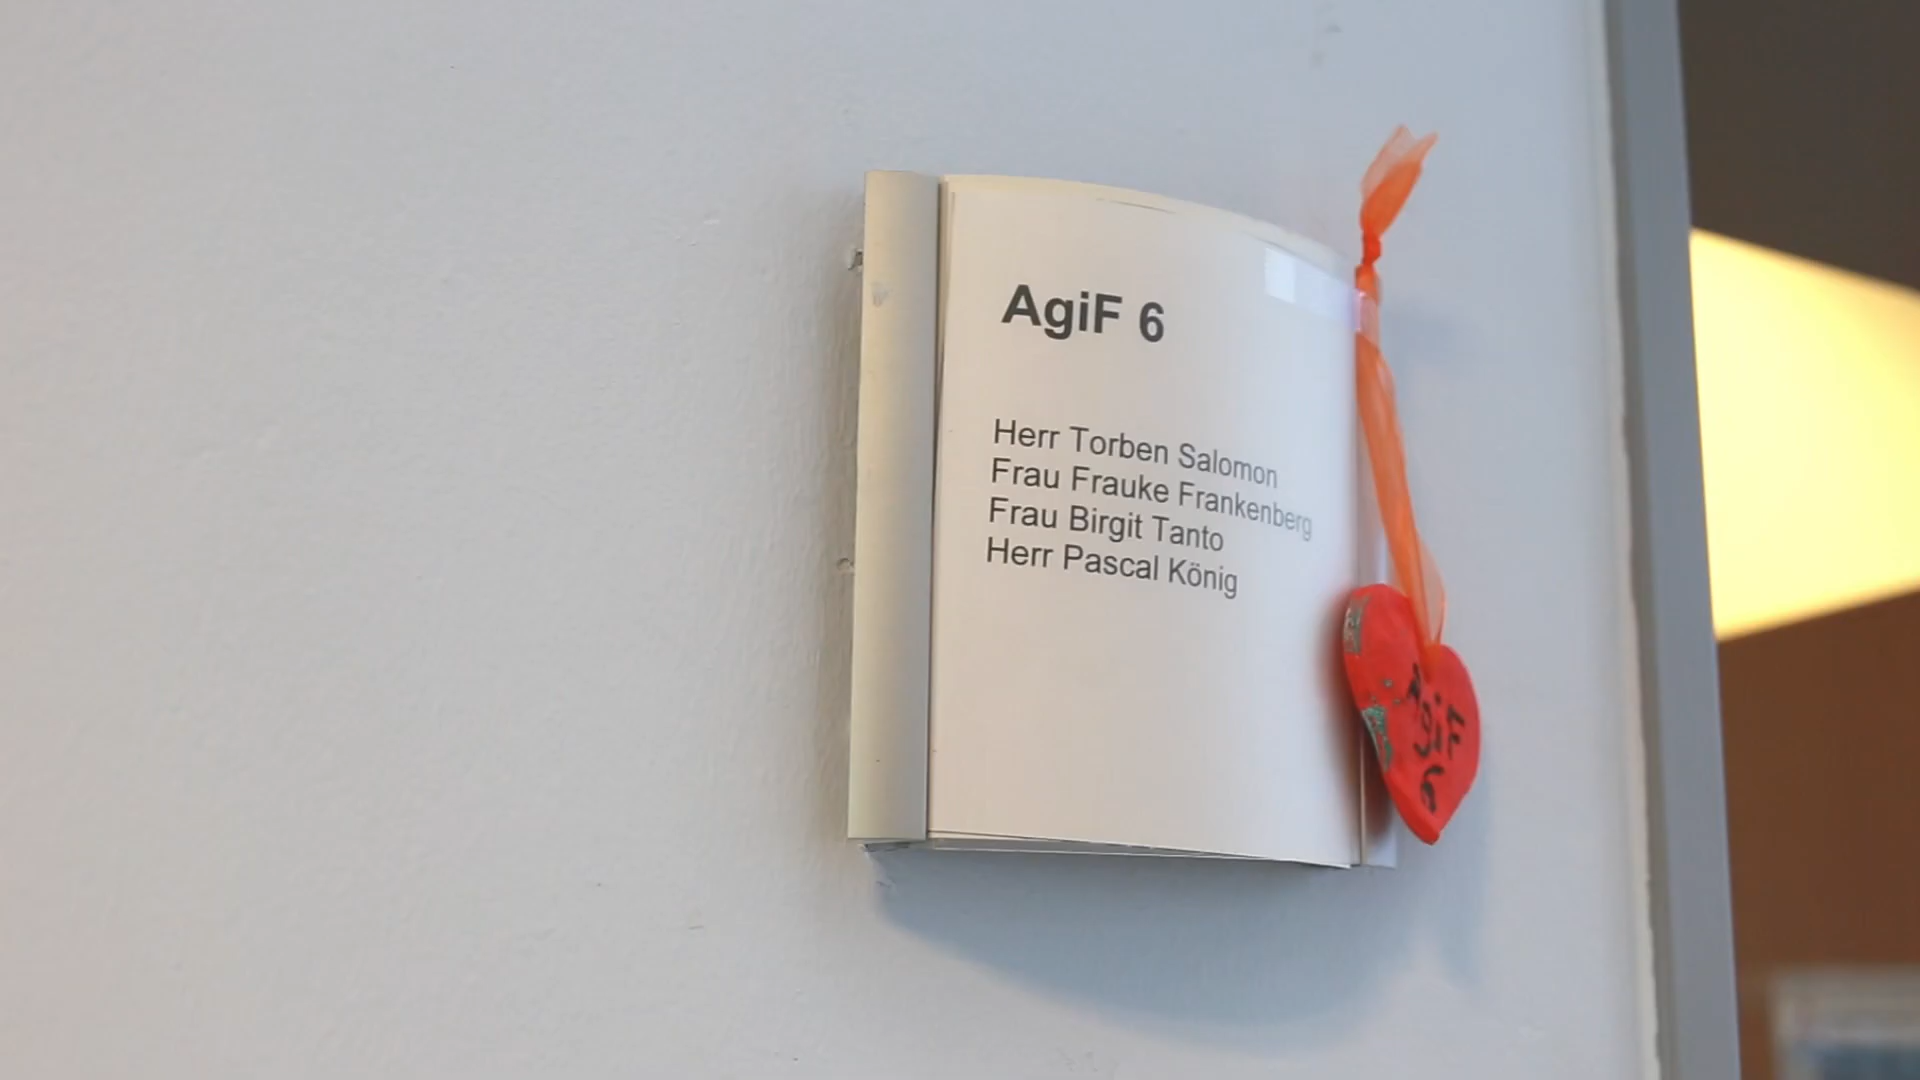 AgiF 6
Herr Torben Salomon
Frau Frauke Frankenberg
Frau Birgit Tanto
Herr Pascal König
AgiF
6